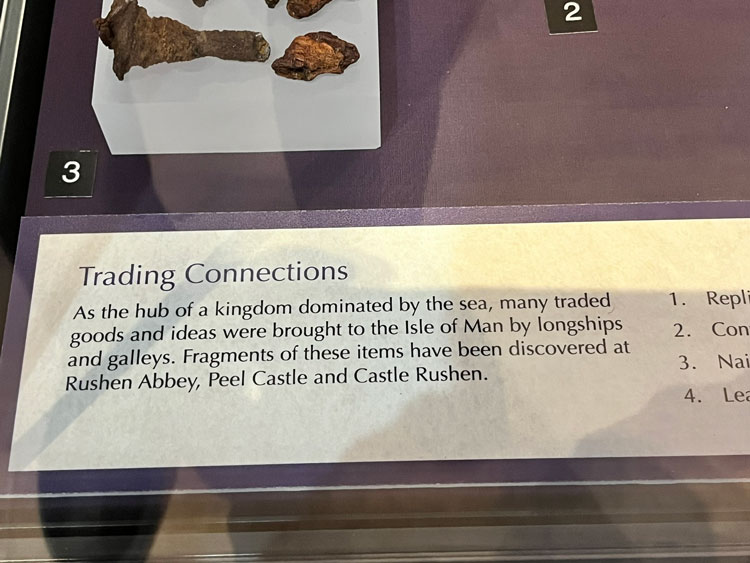 2
3
Trading Connections
As the hub of a kingdom dominated by the sea, many traded
goods and ideas were brought to the Isle of Man by longships
and galleys. Fragments of these items have been discovered at
Rushen Abbey, Peel Castle and Castle Rushen.
1.
2.
3.
4.